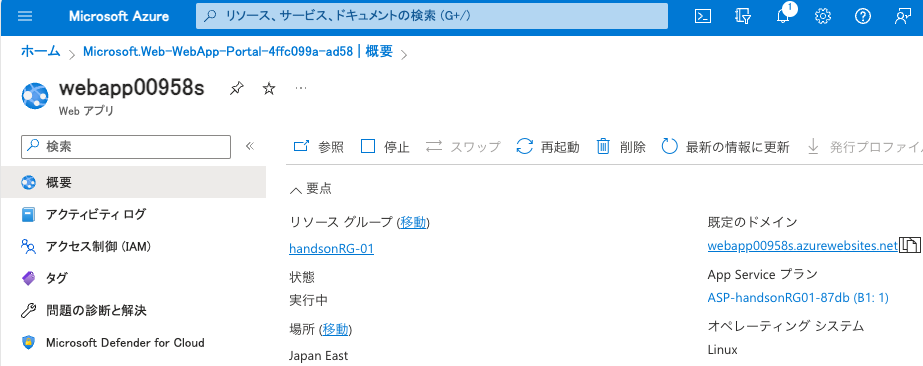 Microsoft Azure
リソース、サービス、ドキュメントの検索 (G+/)
1
ホーム > Microsoft.Web-WebApp-Portal-4ffc099a-ad58 | 概要 >
webapp00958s
Web アプリ
検索
参照 停止 スワップ 再起動 削除 最新の情報に更新 発行プロファイル
概要
アクティビティ ログ
アクセス制御 (IAM)
タグ
問題の診断と解決
Microsoft Defender for Cloud
要点
リソース グループ (移動)
handsonRG-01
状態
実行中
場所 (移動)
Japan East
既定のドメイン
webapp00958s.azurewebsites.net
App Service プラン
ASP-handsonRG01-87db (B1: 1)
オペレーティング システム
Linux